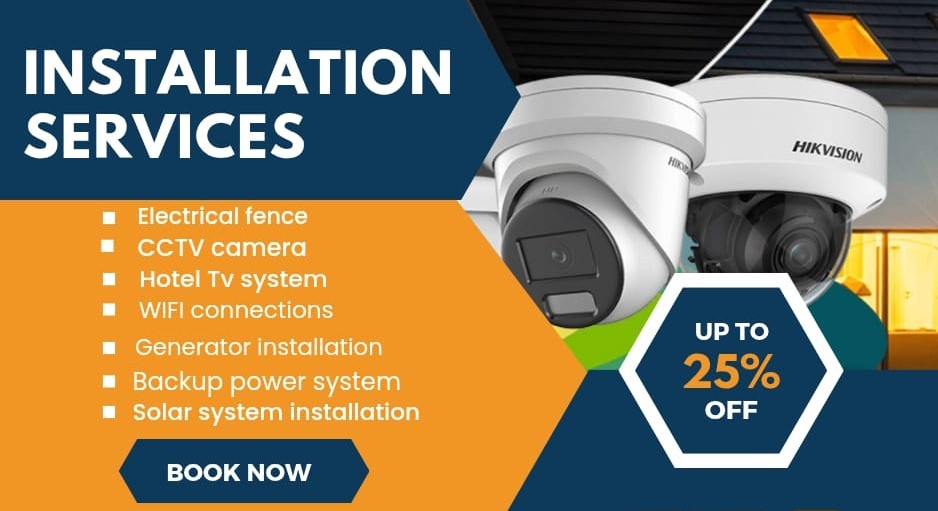 INSTALLATION
SERVICES
Electrical fence
CCTV camera
Hotel Tv system
WIFI connections
Generator installation
Backup power system
Solar system installation
BOOK NOW
HIKVISION
UP TO
25%
OFF